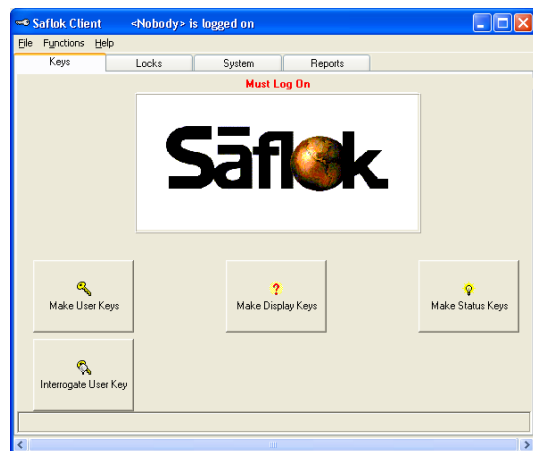 Saflok Client <Nobody> is logged on
File Functions Help
Keys Locks System Reports
Must Log On
Sāflok
Make User Keys Make Display Keys Make Status Keys
Interrogate User Key